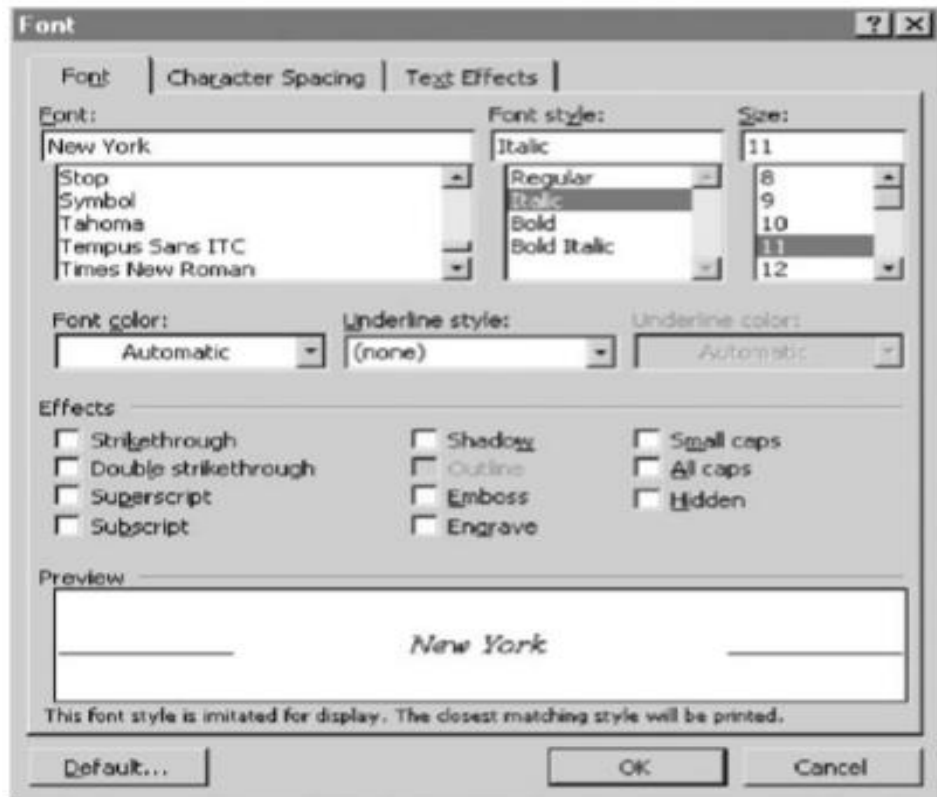 Font
Font Character Spacing Text Effects
Font: Font style: Size:
New York Italic 11
Stop Regular 8
Symbol Italic 9
Tahoma Bold 10
Tempus Sans ITC Bold Italic 11
Times New Roman 12
Font color: Underline style: Underline color:
Automatic (none) Automatic
Effects
Strikethrough Shadow Small caps
Double strikethrough Outline All caps
Superscript Emboss Hidden
Subscript Engrave
Preview
New York
This font style is imitated for display. The closest matching style will be printed.
Default... OK Cancel